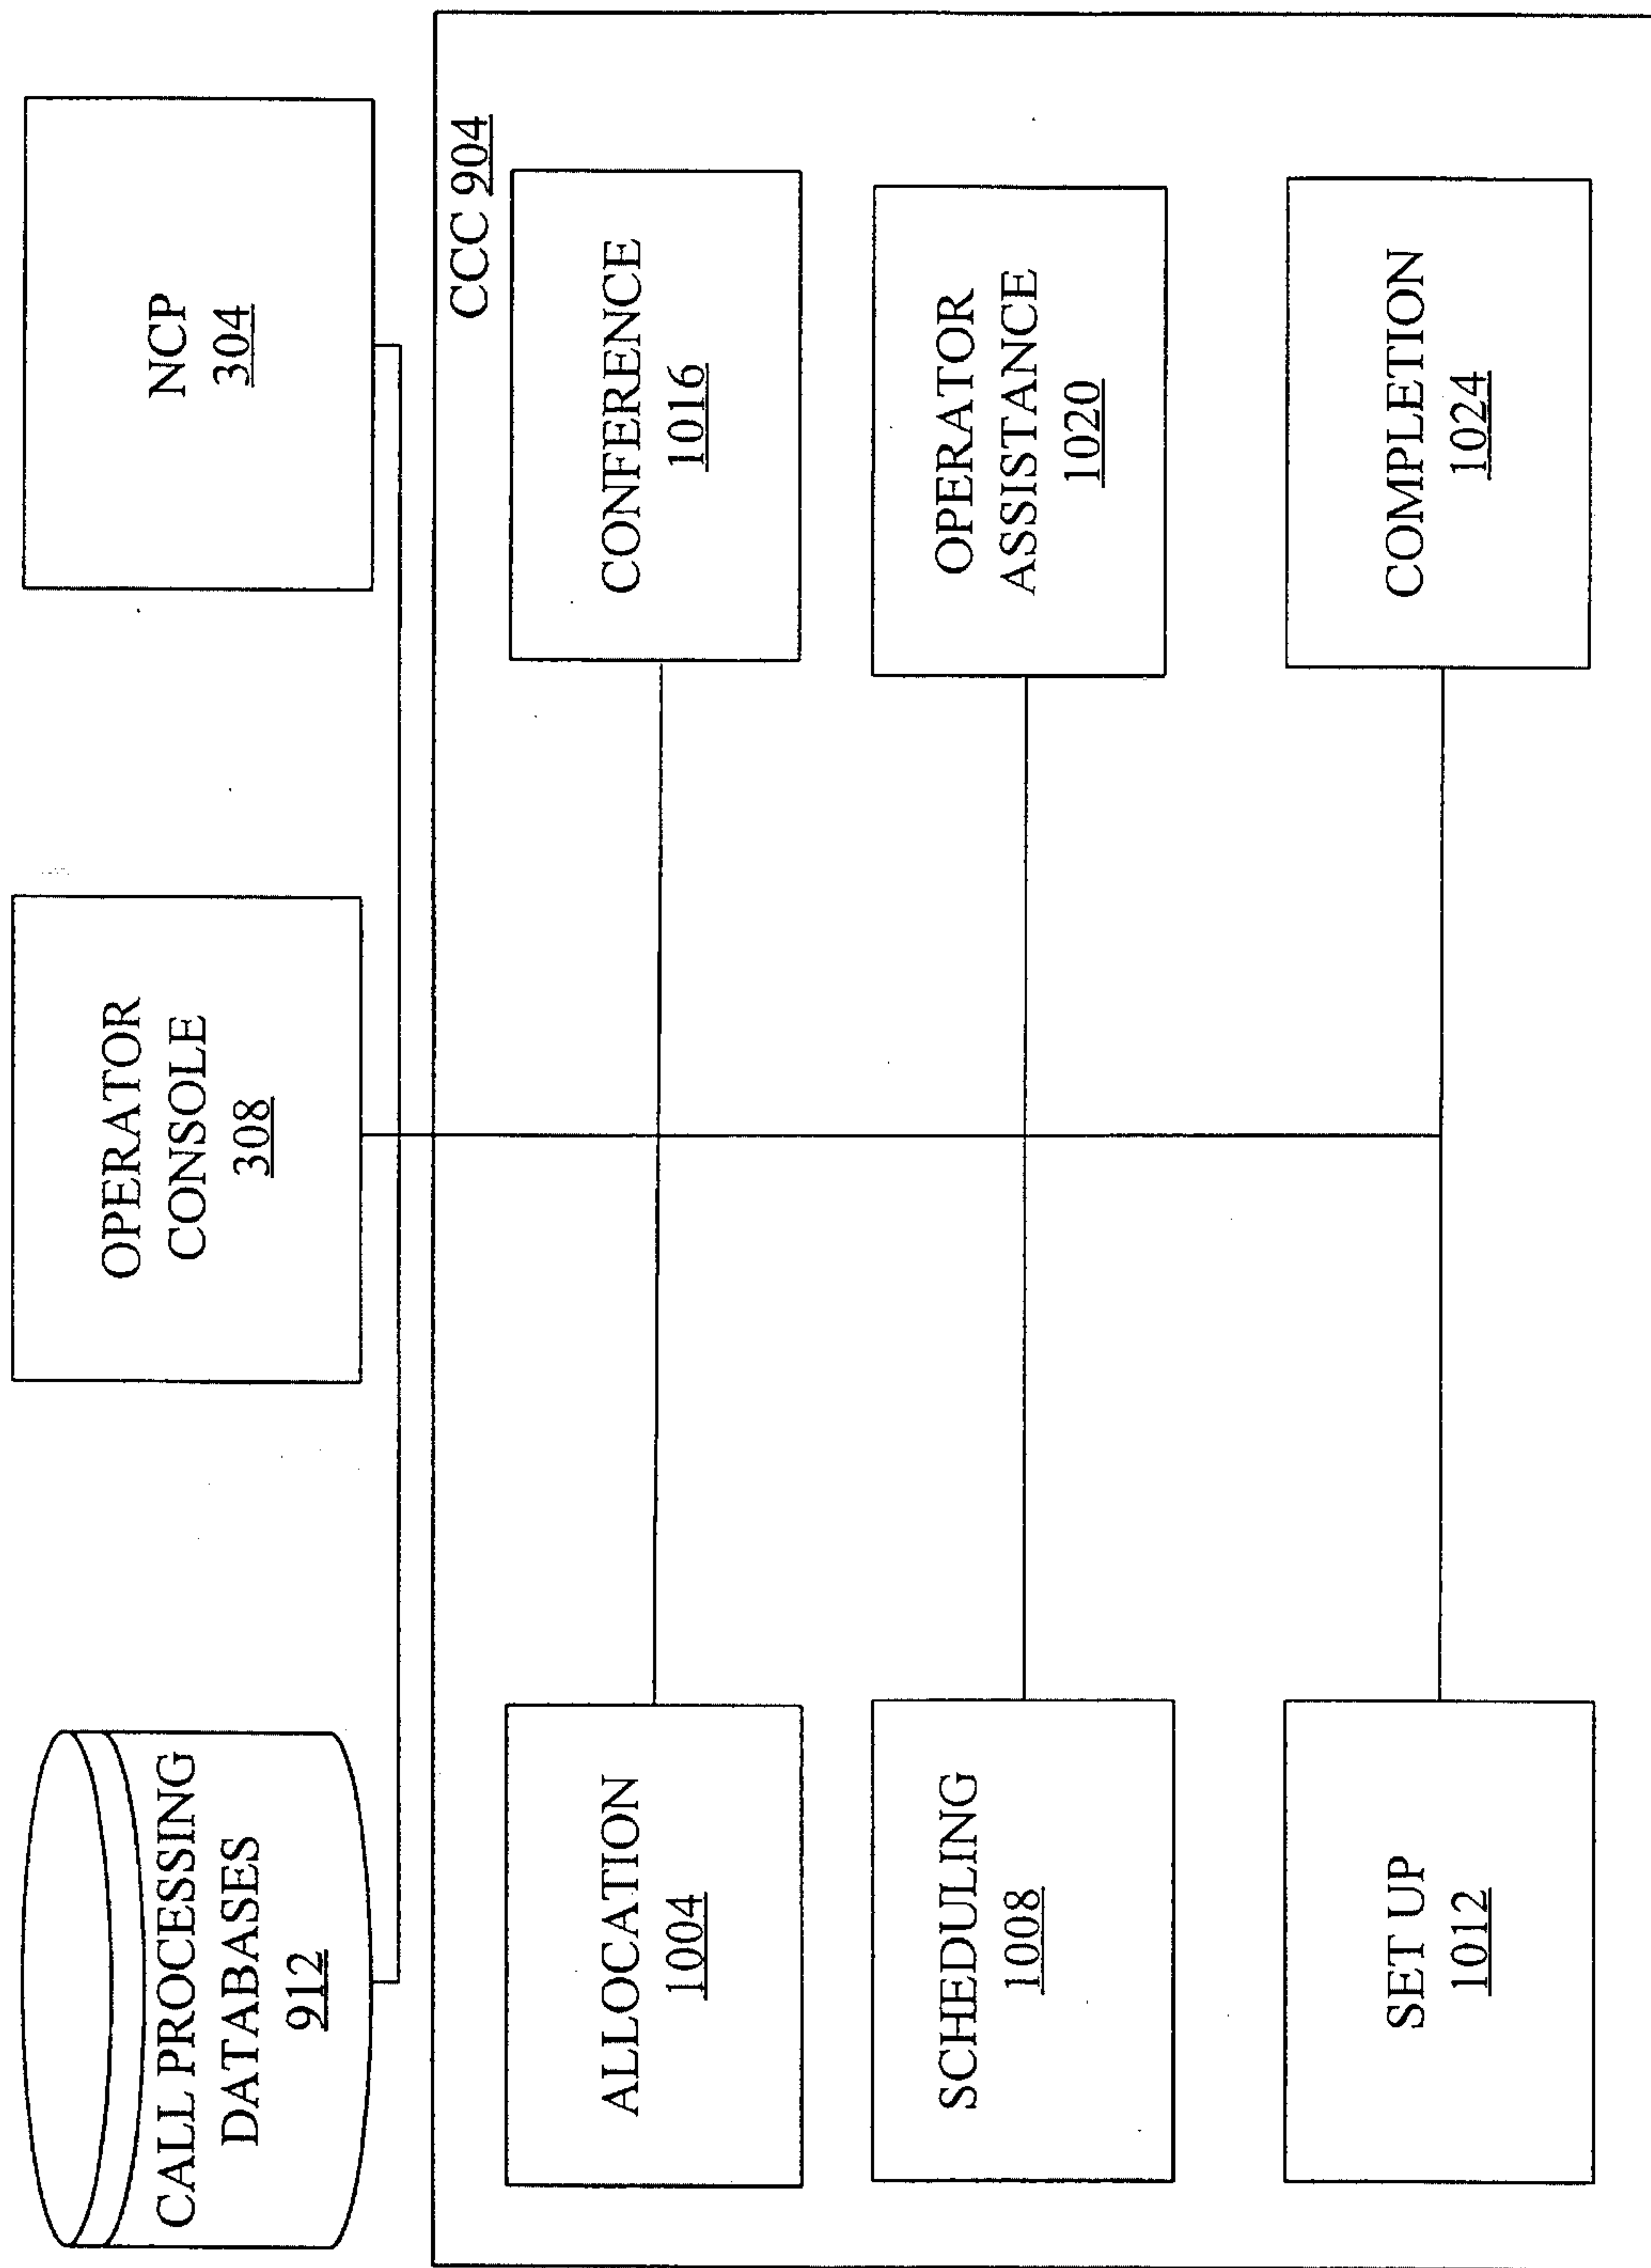 CALL PROCESSING
DATABASES
912
OPERATOR
CONSOLE
308
NCP
304
CCC 904
ALLOCATION
1004
CONFERENCE
1016
SCHEDULING
1008
OPERATOR
ASSISTANCE
1020
SET UP
1012
COMPLETION
1024